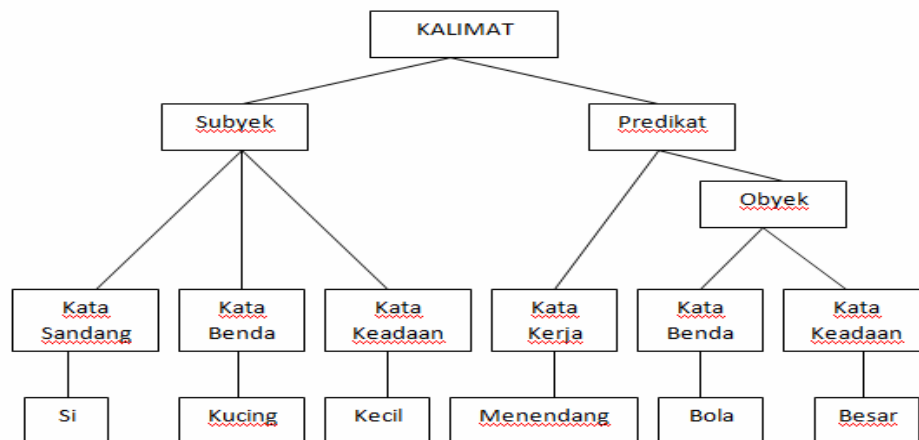 KALIMAT
Subyek
Predikat
Obyek
Kata
Sandang
Kata
Benda
Kata
Keadaan
Kata
Kerja
Kata
Benda
Kata
Keadaan
Si
Kucing
Kecil
Menendang
Bola
Besar